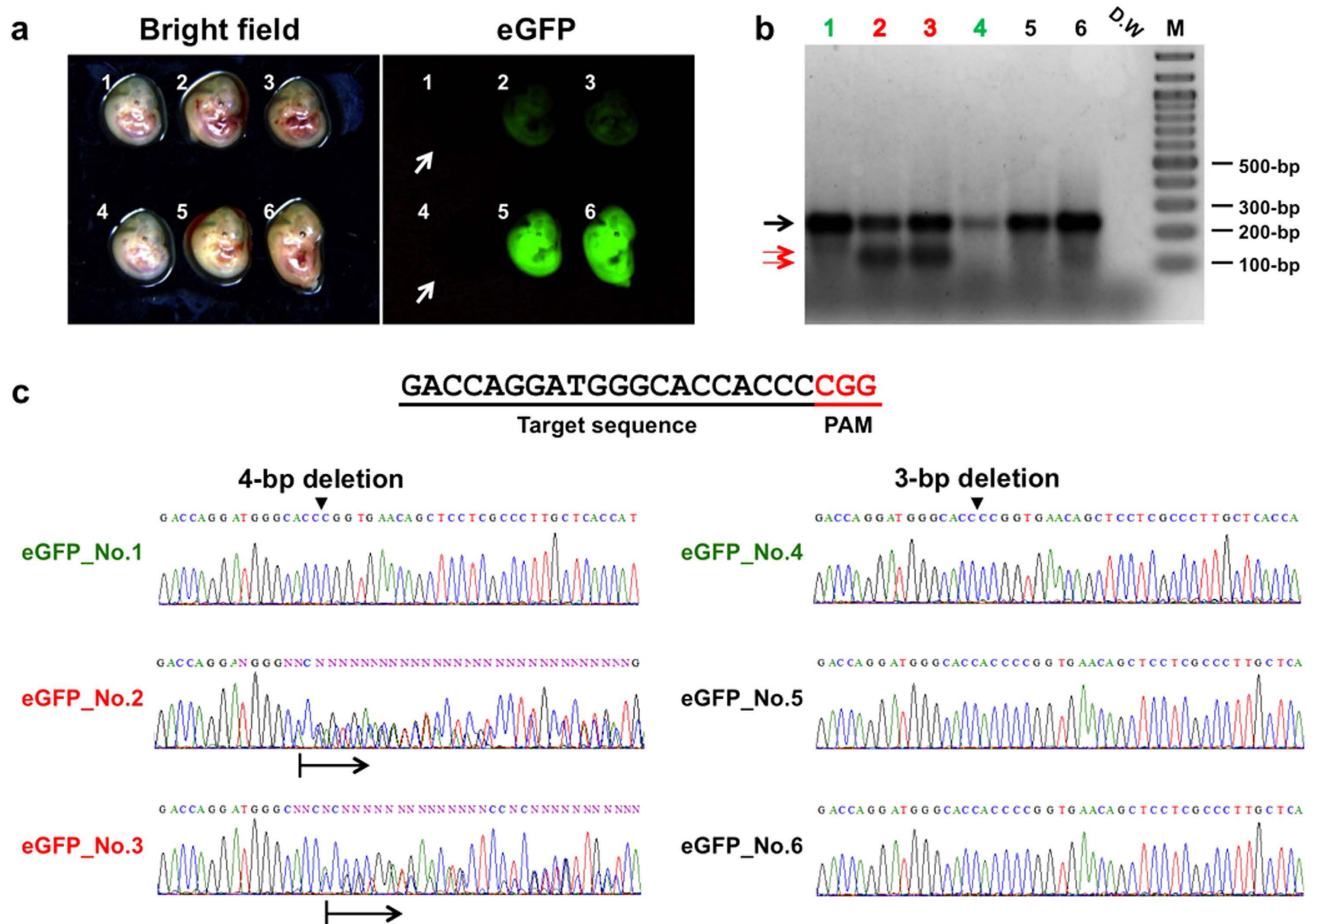 a
Bright field
eGFP
1
2
3
4
5
6
1
2
3
4
5
6
b
1
2
3
4
5
6
D.W
M
500-bp
300-bp
200-bp
100-bp
c
GACCAGGATGGGCACCACCCCGG
Target sequence
PAM
4-bp deletion
GACCAGGATGGGCACCCGGTGAACAGCTCCTCGCCCTTGCTCACCAT
eGFP_No.1
3-bp deletion
GACCAGGATGGGCACCCCGGTGAACAGCTCCTCGCCCTTGCTCACCA
eGFP_No.4
eGFP_No.2
GACCAGGATGGGCACCACCCCGGTGAACAGCTCCTCGCCCTTGCTCA
eGFP_No.5
eGFP_No.3
GACCAGGATGGGCACCACCCCGGTGAACAGCTCCTCGCCCTTGCTCA
eGFP_No.6